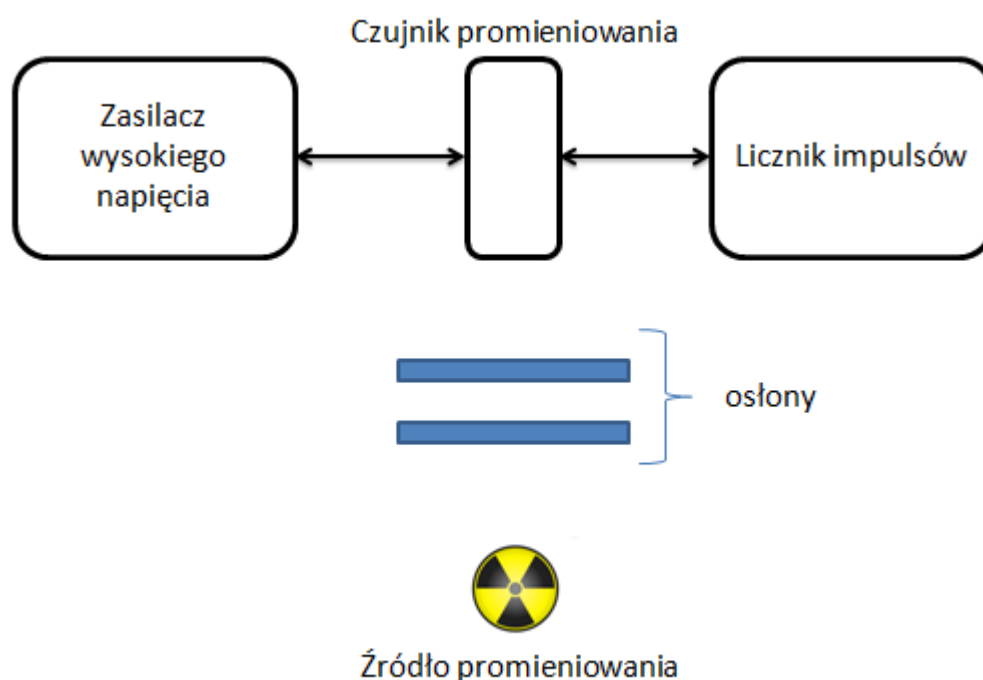 Czujnik promieniowania
Zasilacz
wysokiego
napięcia
Licznik impulsów
osłony
Źródło promieniowania